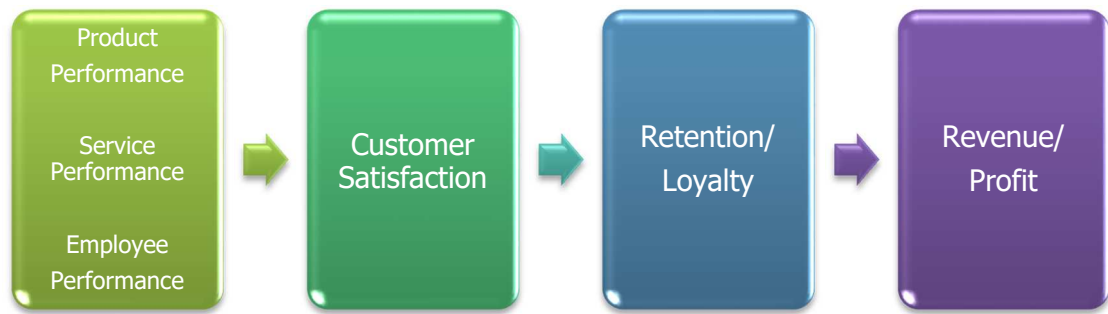 Product
Performance
Service
Performance
Employee
Performance
Customer
Satisfaction
Retention/
Loyalty
Revenue/
Profit